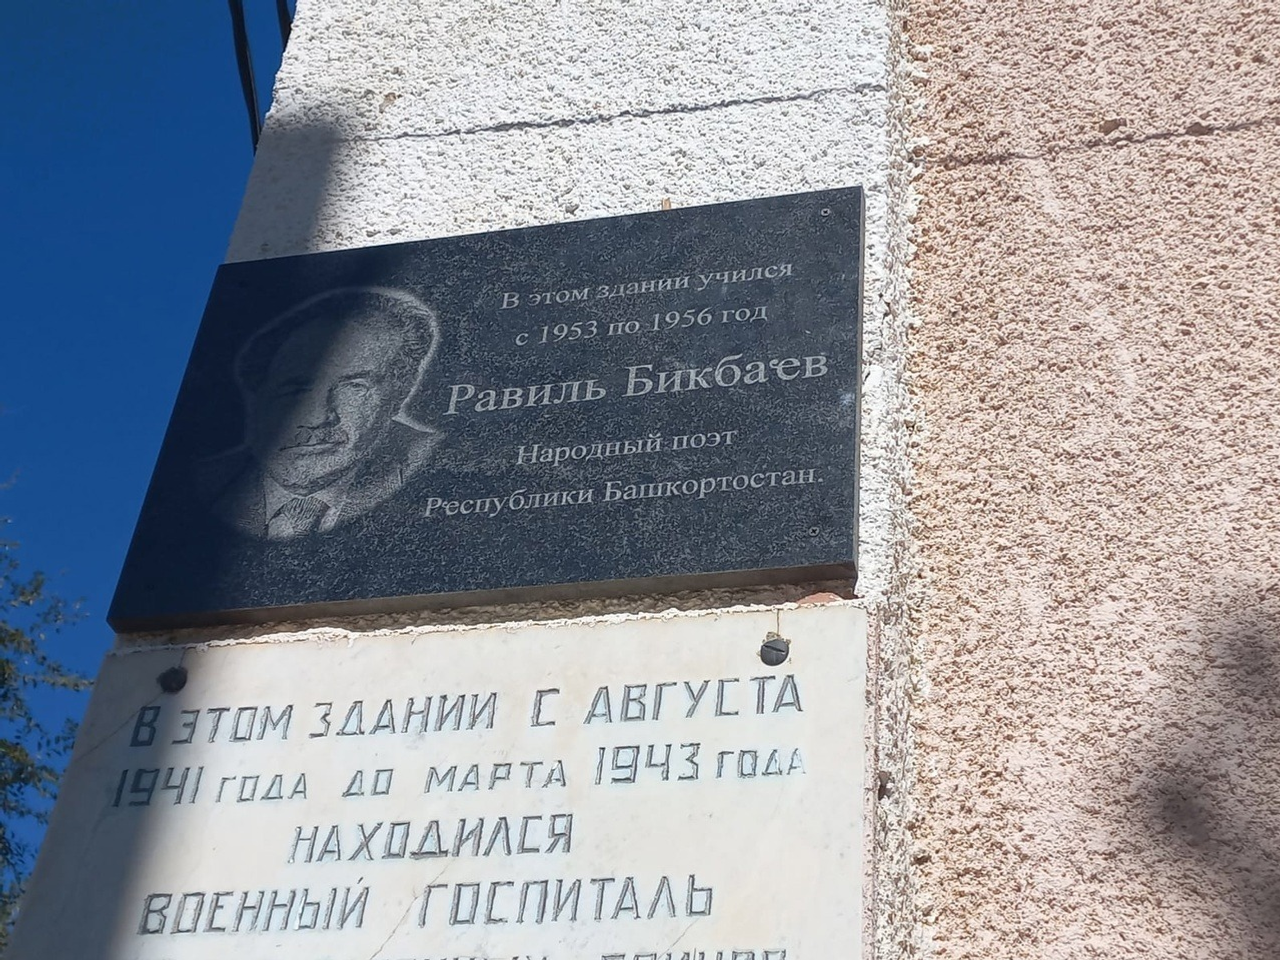 В этом здании учился
с 1953 по 1956 год
Равиль Бикбаев
Народный поэт
Республики Башкортостан.
В ЭТОМ ЗДАНИИ С АВГУСТА
1941 ГОДА ДО МАРТА 1943 ГОДА
НАХОДИЛСЯ
ВОЕННЫЙ ГОСПИТАЛЬ